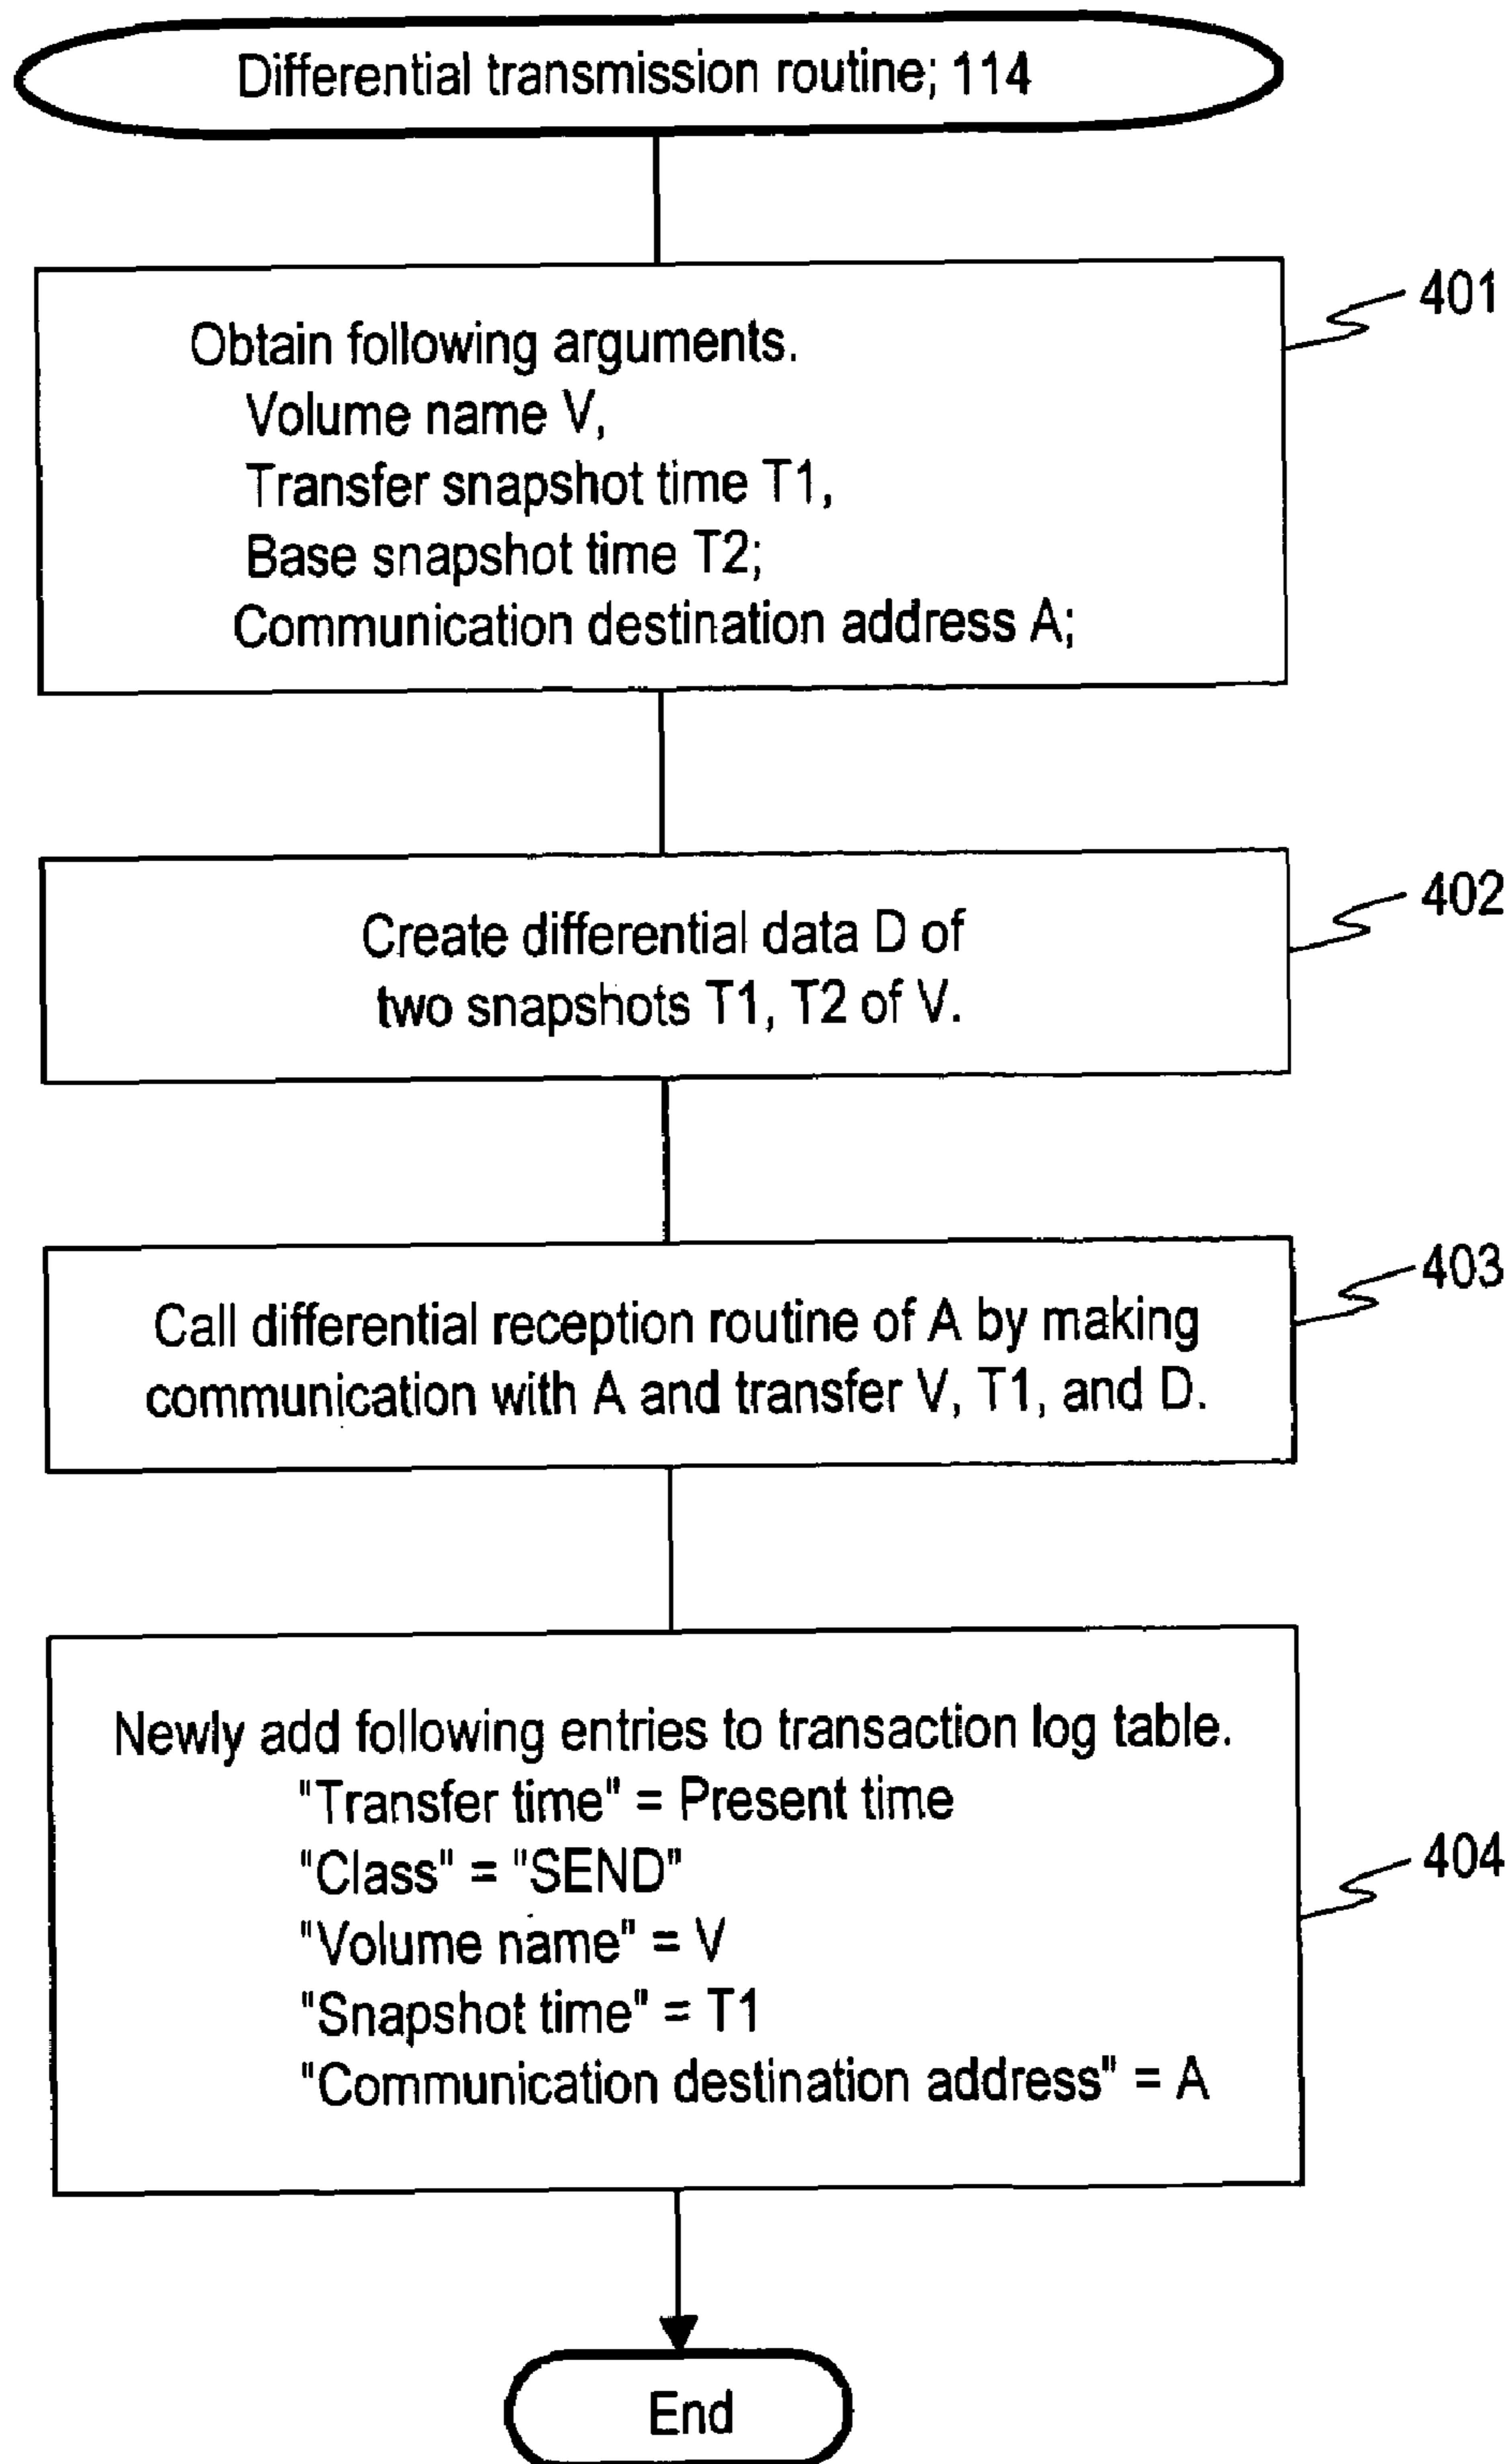 Differential transmission routine; 114
401
Obtain following arguments.
Volume name V,
Transfer snapshot time T1,
Base snapshot time T2;
Communication destination address A;
402
Create differential data D of
two snapshots T1, T2 of V.
403
Call differential reception routine of A by making
communication with A and transfer V, T1, and D.
404
Newly add following entries to transaction log table.
"Transfer time" = Present time
"Class" = "SEND"
"Volume name" = V
"Snapshot time" = T1
"Communication destination address" = A
End